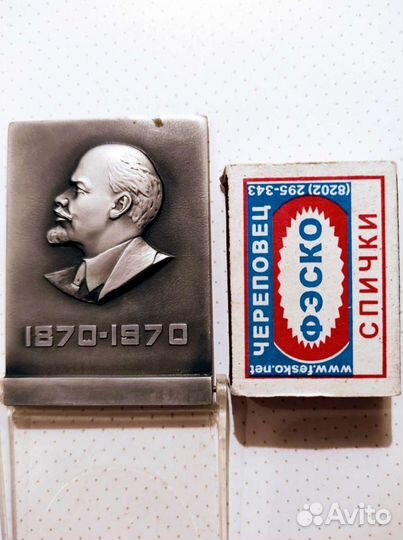 1870-1970
(8202) 295-343
ЧЕРЕПОВЕЦ
ФЭСКО
СПИЧКИ
www.fesko.net
Avito